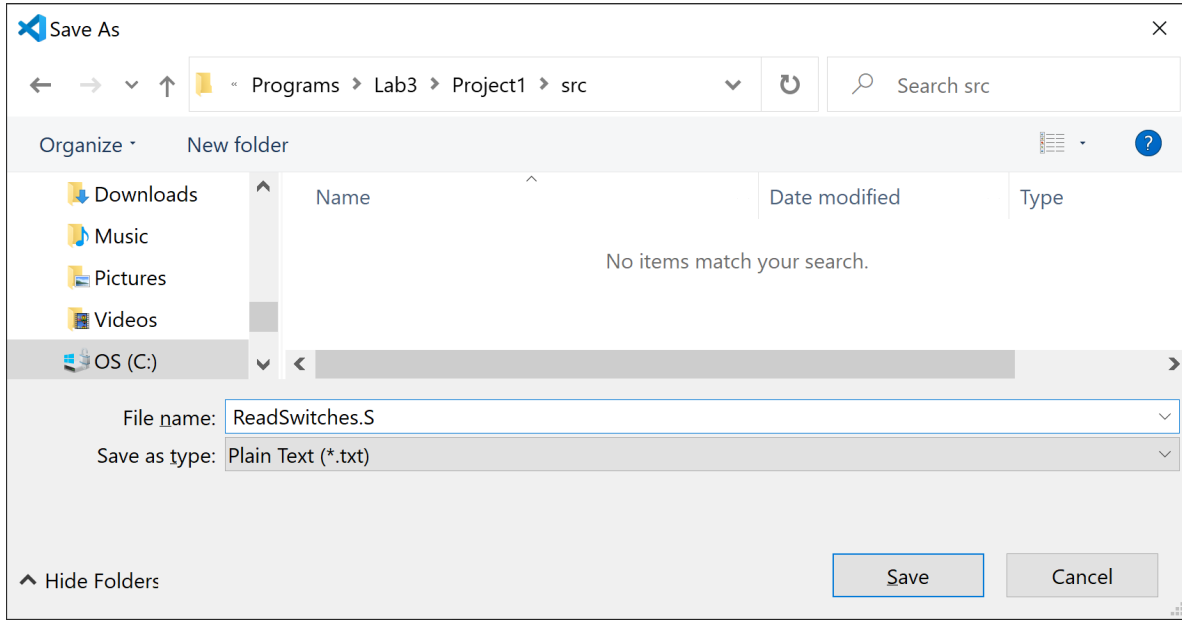 Save As
« Programs > Lab3 > Project1 > src
Search src
Organize New folder
?
Downloads
Name Date modified Type
Music
No items match your search.
Pictures
Videos
OS (C:)
File name: ReadSwitches.S
Save as type: Plain Text (*.txt)
Hide Folders
Save Cancel